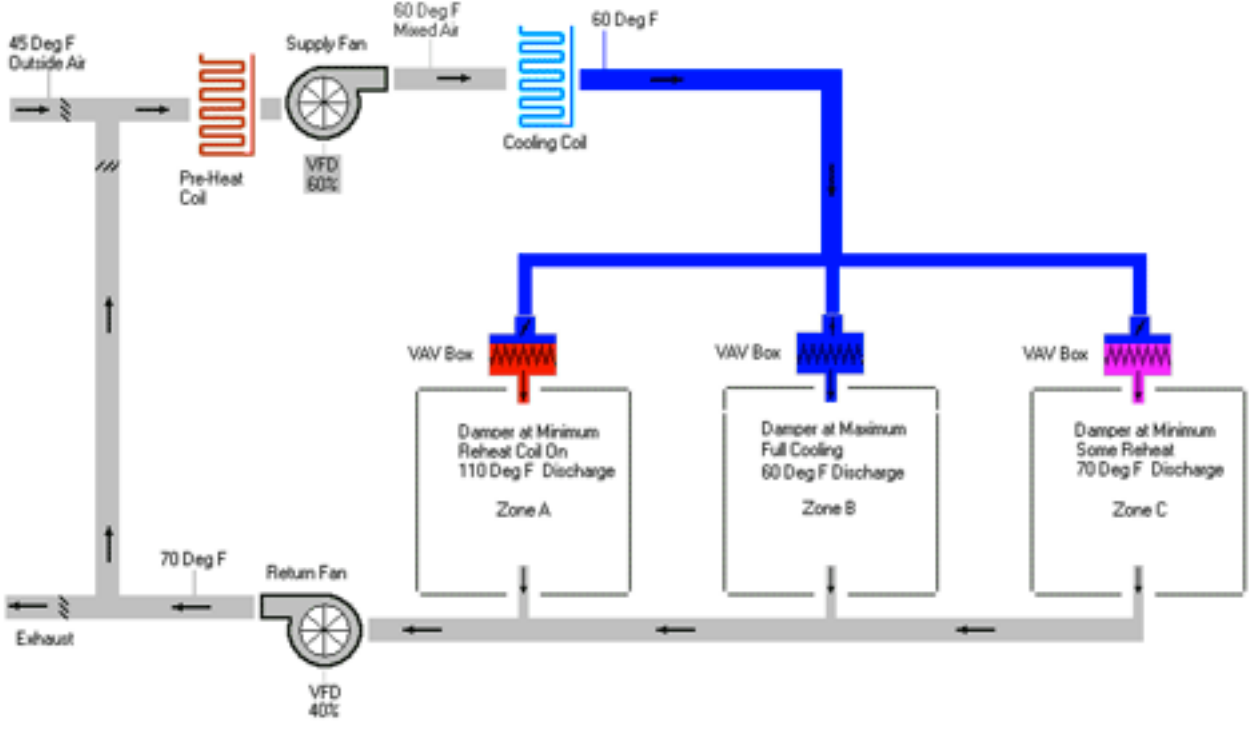 45 Deg F
Outside Air
Supply Fan
60 Deg F
Mixed Air
60 Deg F
Cooling Coil
Pre-Heat
Coil
VFD
60%
VAV Box
VAV Box
VAV Box
Damper at Minimum
Reheat Coil On
110 Deg F Discharge
Zone A
Damper at Maximum
Full Cooling
60 Deg F Discharge
Zone B
Damper at Minimum
Some Reheat
70 Deg F Discharge
Zone C
70 Deg F
Return Fan
Exhaust
VFD
40%